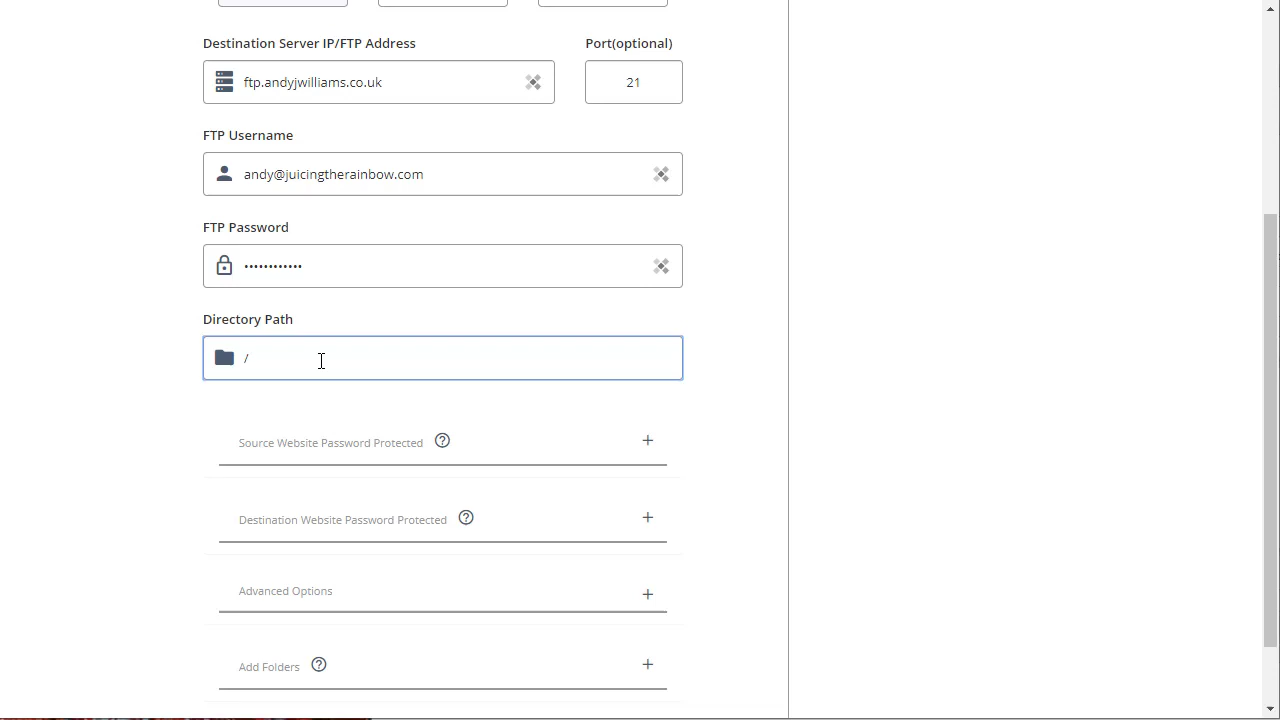 Destination Server IP/FTP Address
Port(optional)
ftp.andyjwilliams.co.uk
21
FTP Username
andy@juicingtherainbow.com
FTP Password
••••••••••••
Directory Path
/
Source Website Password Protected
Destination Website Password Protected
Advanced Options
Add Folders